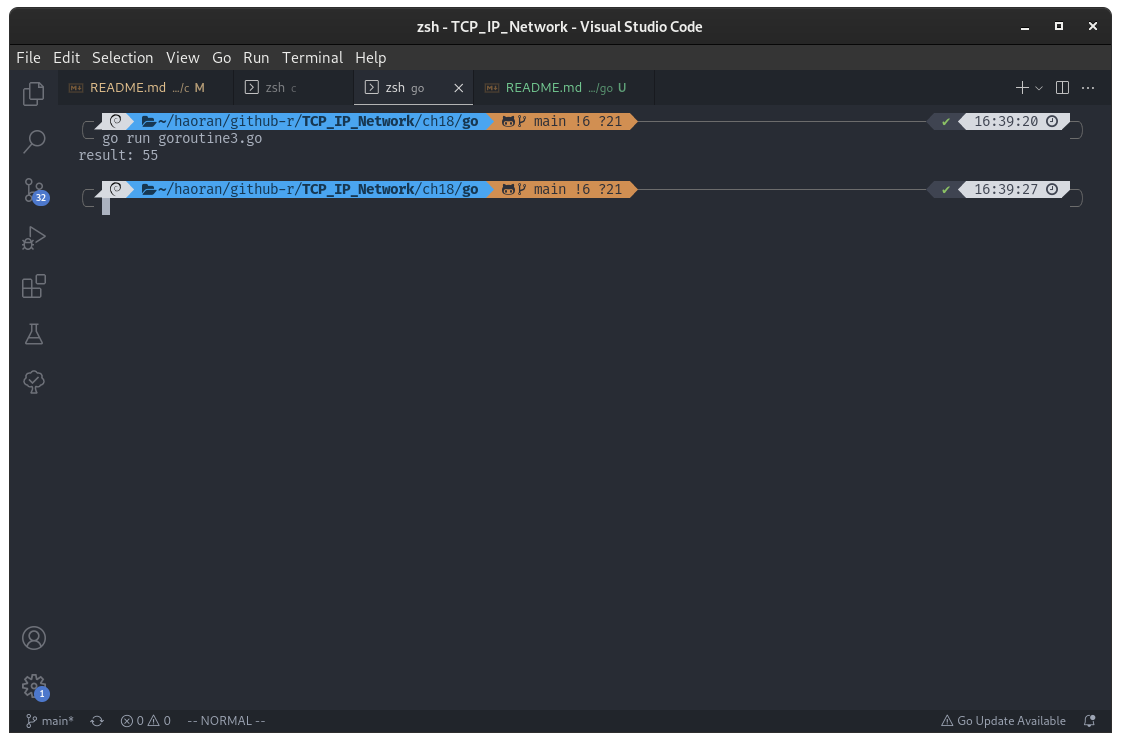 zsh - TCP_IP_Network - Visual Studio Code
File Edit Selection View Go Run Terminal Help
README.md .../c M zsh c zsh go README.md .../go U
~/haoran/github-r/TCP_IP_Network/ch18/go main !6 ?21 ✔ 16:39:20
go run goroutine3.go
result: 55
~/haoran/github-r/TCP_IP_Network/ch18/go main !6 ?21 ✔ 16:39:27
32
1
main* 0 0 -- NORMAL -- Go Update Available